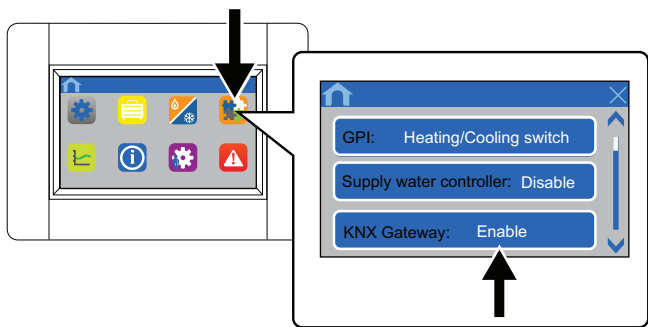 GPI: Heating/Cooling switch
Supply water controller: Disable
KNX Gateway: Enable